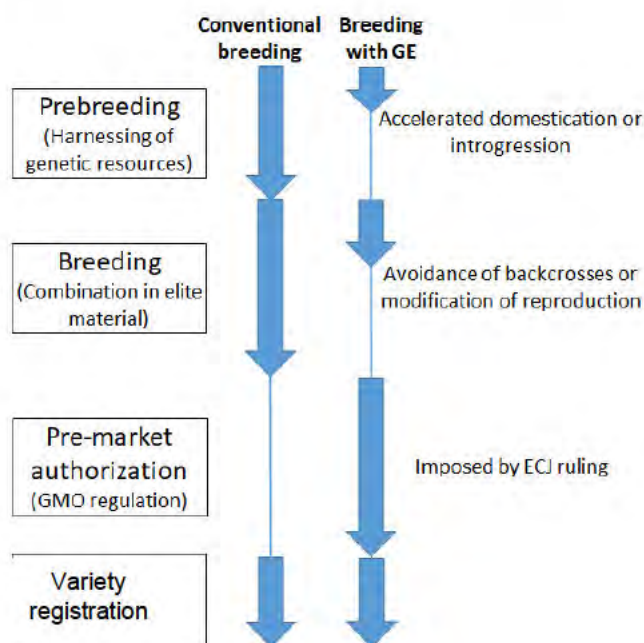 Conventional
breeding
Breeding
with GE
Prebreeding
(Harnessing of
genetic resources)
Accelerated domestication or
introgression
Breeding
(Combination in elite
material)
Avoidance of backcrosses or
modification of reproduction
Pre-market
authorization
(GMO regulation)
Imposed by ECJ ruling
Variety
registration